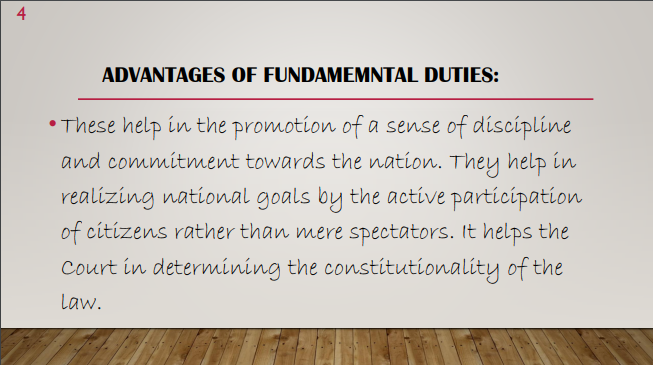 4
ADVANTAGES OF FUNDAMEMNTAL DUTIES:
• These help in the promotion of a sense of discipline
and commitment towards the nation. They help in
realizing national goals by the active participation
of citizens rather than mere spectators. It helps the
Court in determining the constitutionality of the
law.